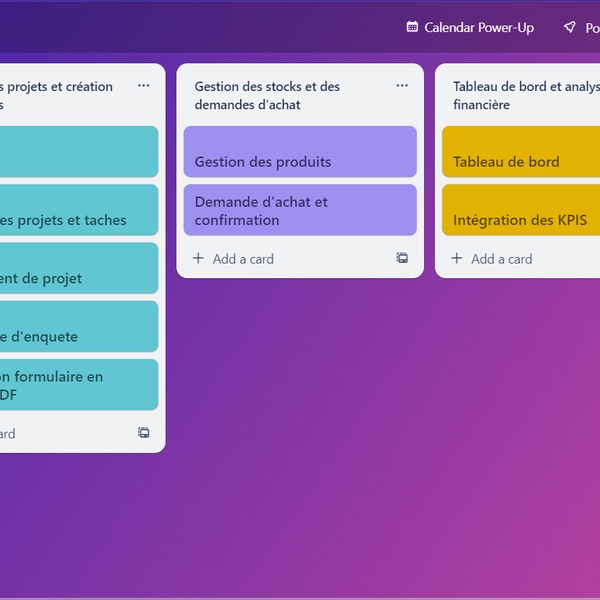 Calendar Power-Up
Po
s projets et création
s
es projets et taches
ent de projet
e d'enquete
on formulaire en
DF
ard
Gestion des stocks et des
demandes d'achat
Gestion des produits
Demande d'achat et
confirmation
Add a card
Tableau de bord et analys
financière
Tableau de bord
Intégration des KPIS
Add a card